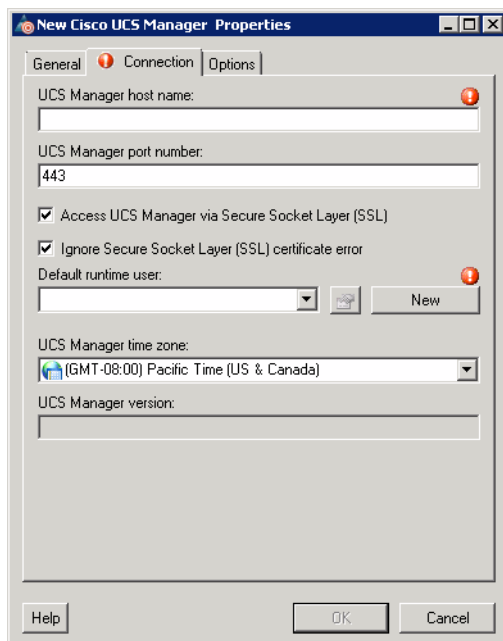 New Cisco UCS Manager Properties
General
Connection
Options
UCS Manager host name:
UCS Manager port number:
443
Access UCS Manager via Secure Socket Layer (SSL)
Ignore Secure Socket Layer (SSL) certificate error
Default runtime user:
New
UCS Manager time zone:
(GMT-08:00) Pacific Time (US & Canada)
UCS Manager version:
Help
OK
Cancel